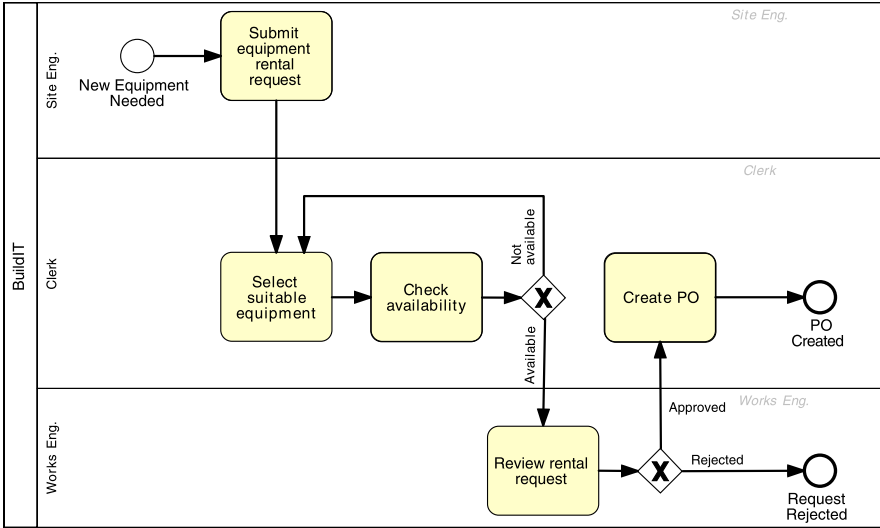 BuildIT
Site Eng.
Site Eng.
New Equipment
Needed
Submit
equipment
rental
request
Clerk
Clerk
Select
suitable
equipment
Check
availability
Not
available
Available
Create PO
PO
Created
Works Eng.
Works Eng.
Review rental
request
Approved
Rejected
Request
Rejected